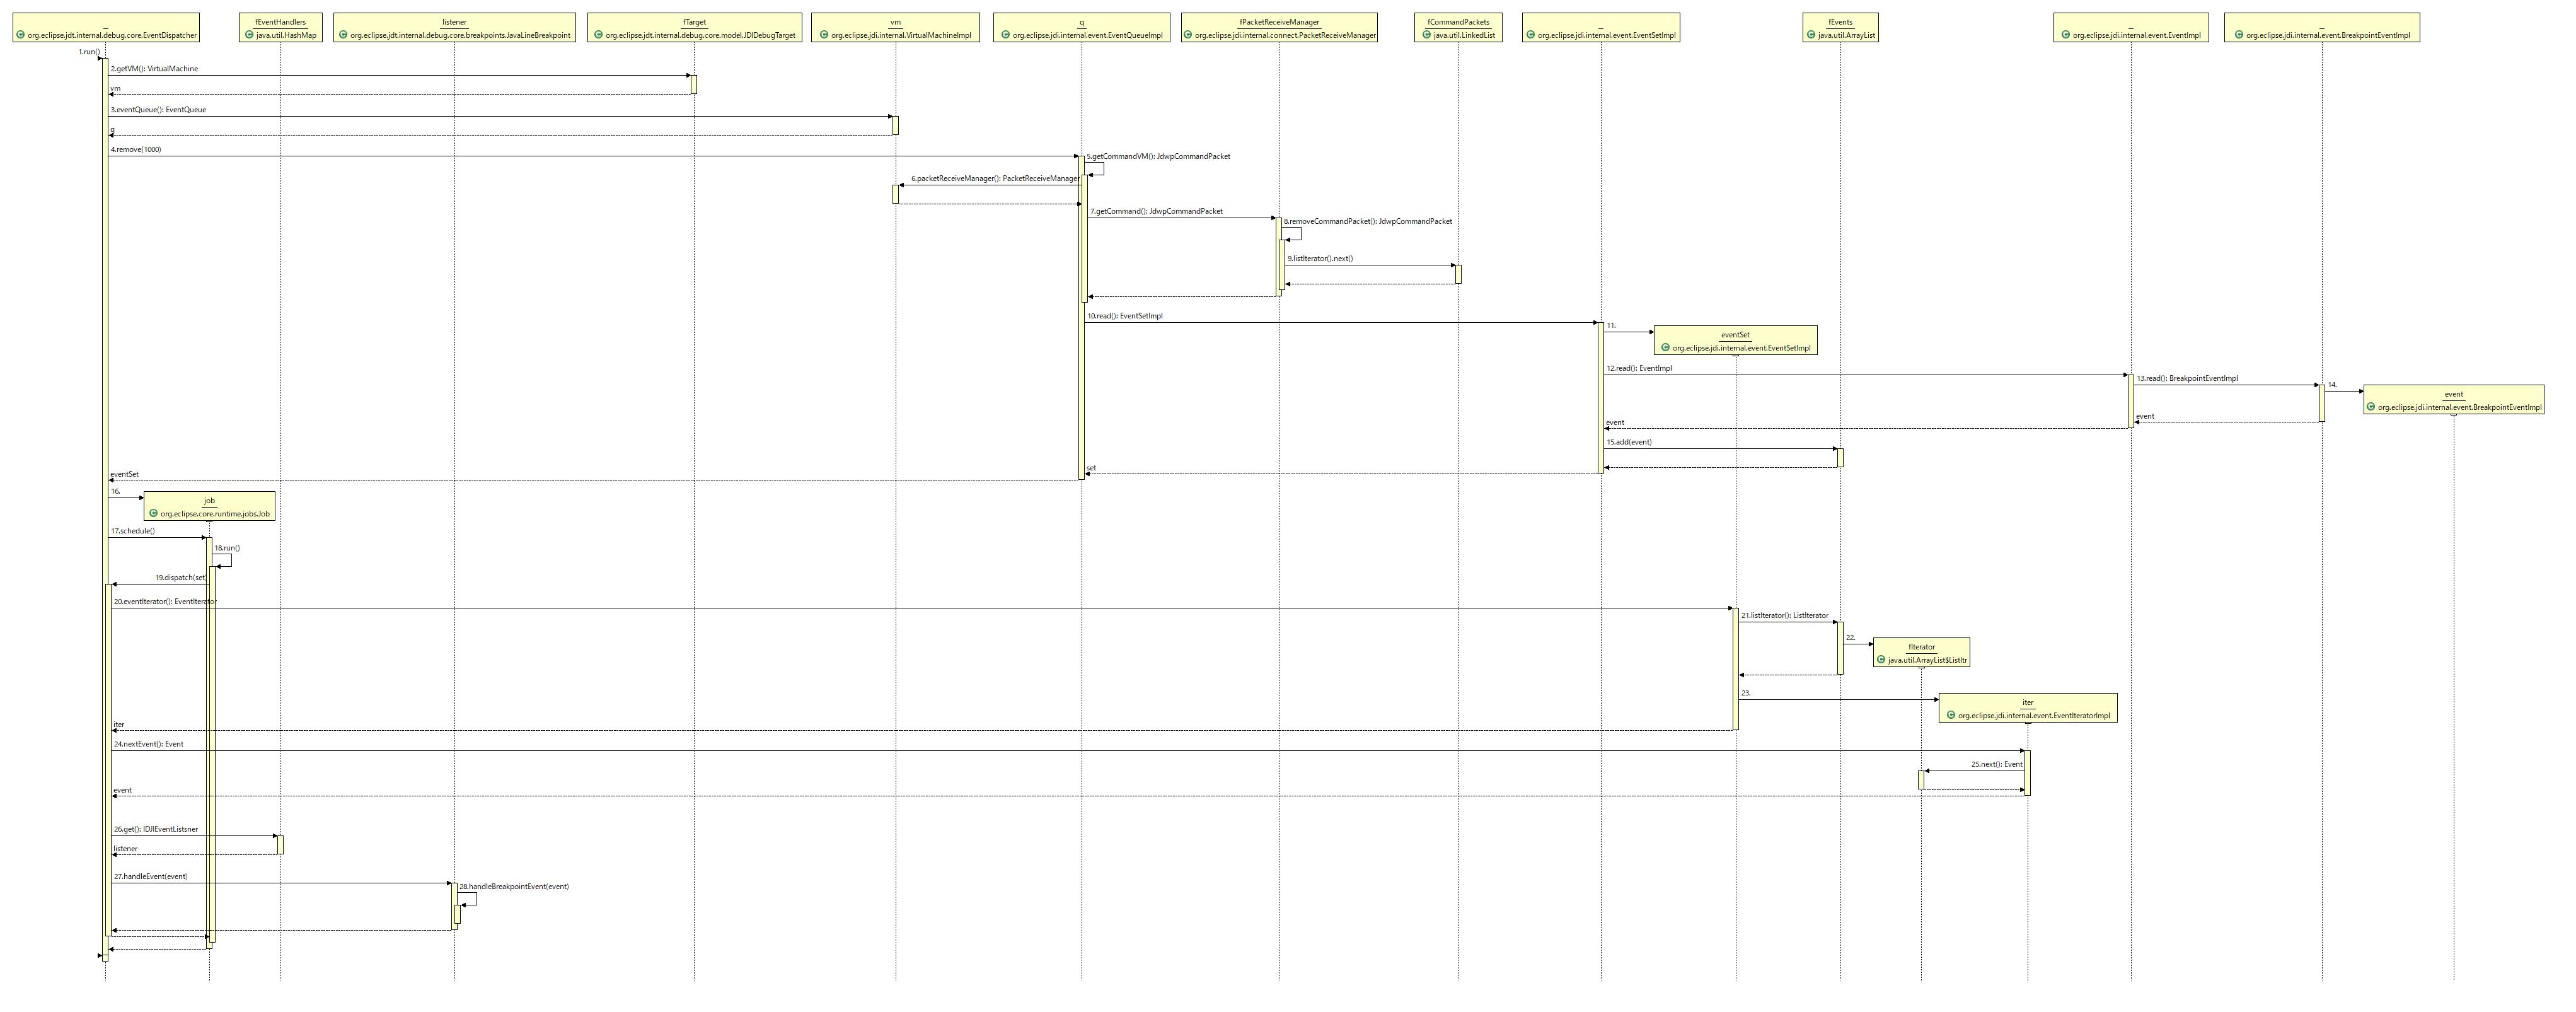 _
org.eclipse.jdt.internal.debug.core.EventDispatcher
fEventHandlers
java.util.HashMap
listener
org.eclipse.jdt.internal.debug.core.breakpoints.JavaLineBreakpoint
fTarget
org.eclipse.jdt.internal.debug.core.model.JDIDebugTarget
vm
org.eclipse.jdi.internal.VirtualMachineImpl
q
org.eclipse.jdi.internal.event.EventQueueImpl
fPacketReceiveManager
org.eclipse.jdi.internal.connect.PacketReceiveManager
fCommandPackets
java.util.LinkedList
_
org.eclipse.jdi.internal.event.EventSetImpl
fEvents
java.util.ArrayList
_
org.eclipse.jdi.internal.event.EventImpl
_
org.eclipse.jdi.internal.event.BreakpointEventImpl
1.run()
2.getVM(): VirtualMachine
vm
3.eventQueue(): EventQueue
q
4.remove(1000)
5.getCommandVM(): JdwpCommandPacket
6.packetReceiveManager(): PacketReceiveManager
7.getCommand(): JdwpCommandPacket
8.removeCommandPacket(): JdwpCommandPacket
9.listIterator().next()
10.read(): EventSetImpl
11.
eventSet
org.eclipse.jdi.internal.event.EventSetImpl
12.read(): EventImpl
13.read(): BreakpointEventImpl
14.
event
org.eclipse.jdi.internal.event.BreakpointEventImpl
event
event
15.add(event)
set
eventSet
16.
job
org.eclipse.core.runtime.jobs.Job
17.schedule()
18.run()
19.dispatch(set)
20.eventIterator(): EventIterator
21.listIterator(): ListIterator
22.
fIterator
java.util.ArrayList$ListItr
23.
iter
org.eclipse.jdi.internal.event.EventIteratorImpl
iter
24.nextEvent(): Event
25.next(): Event
event
26.get(): IDJIEventListsner
listener
27.handleEvent(event)
28.handleBreakpointEvent(event)